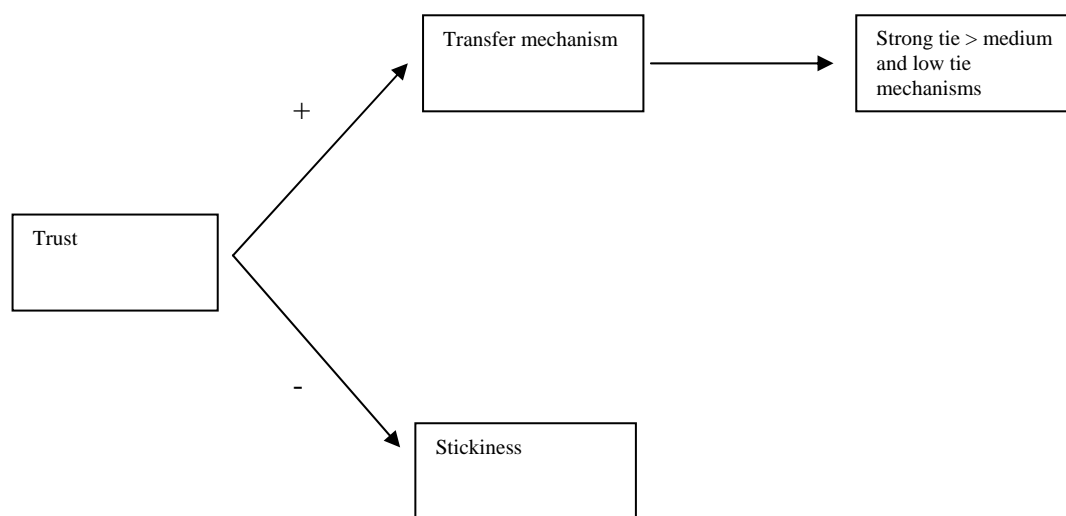 Transfer mechanism
Strong tie > medium
and low tie
mechanisms
+
Trust
-
Stickiness